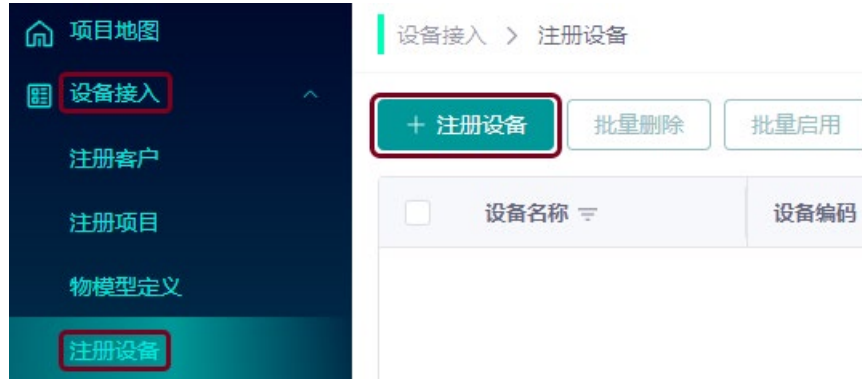 项目地图
设备接入
注册客户
注册项目
物模型定义
注册设备
设备接入 > 注册设备
+ 注册设备 批量删除 批量启用
设备名称 设备编码